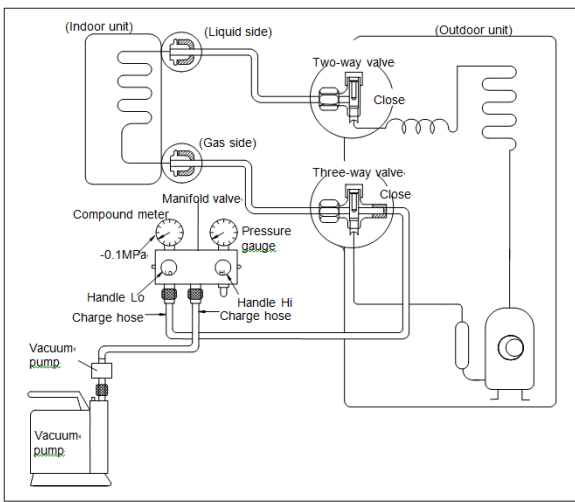 (Indoor unit)
(Liquid side)
(Outdoor unit)
Two-way valve
Close
(Gas side)
Three-way valve
Close
Manifold valve
Compound meter
Pressure
gauge
-0.1MPa
Lo
Hi
Handle Lo
Handle Hi
Charge hose
Charge hose
Vacuum
pump
Vacuum
pump